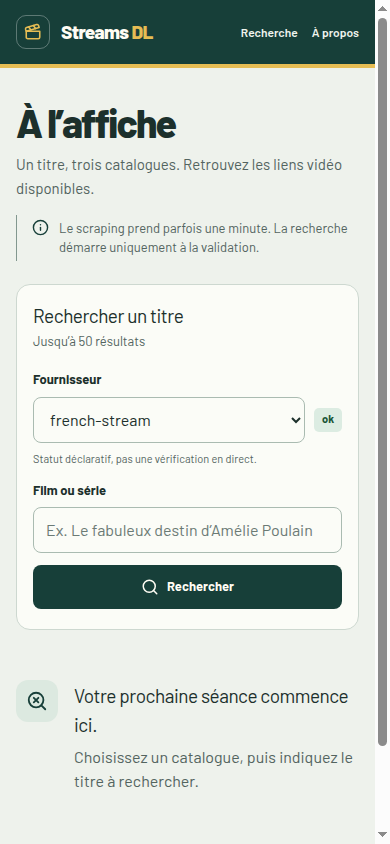 Streams DL
Recherche
À propos
À l’affiche
Un titre, trois catalogues. Retrouvez les liens vidéo
disponibles.
Le scraping prend parfois une minute. La recherche
démarre uniquement à la validation.
Rechercher un titre
Jusqu’à 50 résultats
Fournisseur
french-stream
ok
Statut déclaratif, pas une vérification en direct.
Film ou série
Ex. Le fabuleux destin d’Amélie Poulain
Rechercher
Votre prochaine séance commence
ici.
Choisissez un catalogue, puis indiquez le
titre à rechercher.